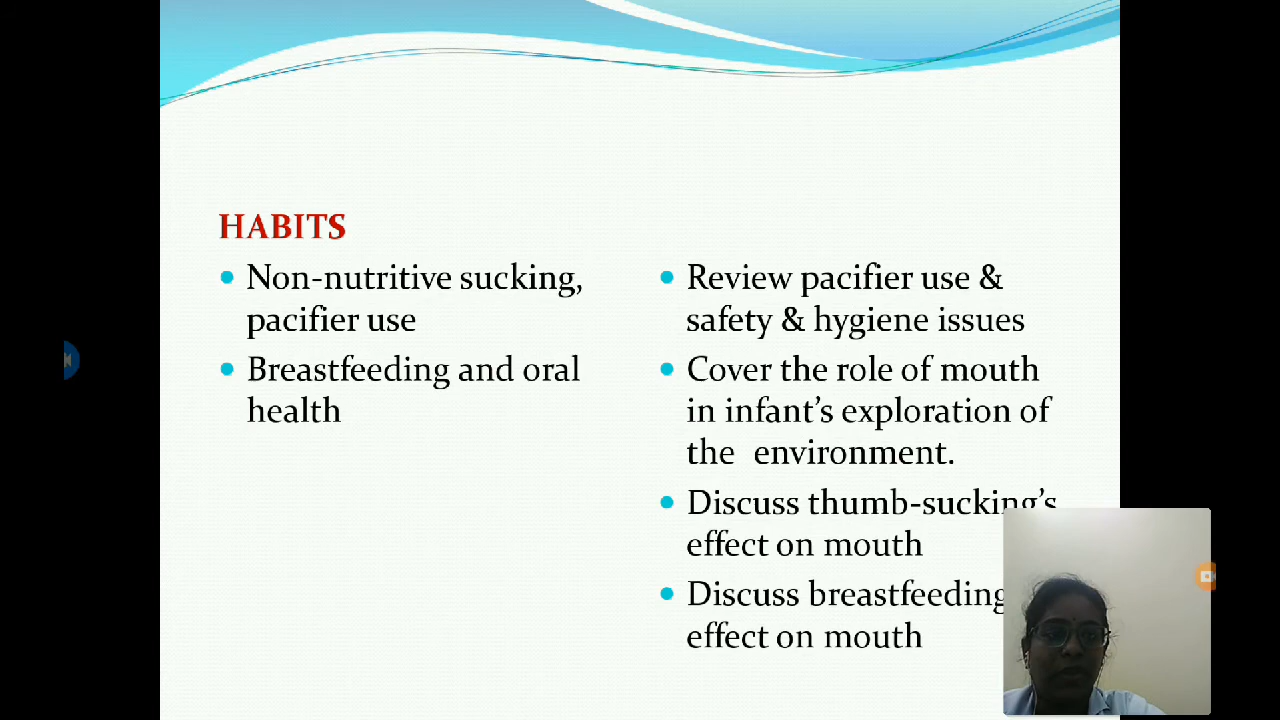 HABITS
Non-nutritive sucking,
pacifier use
Breastfeeding and oral
health
Review pacifier use &
safety & hygiene issues
Cover the role of mouth
in infant’s exploration of
the environment.
Discuss thumb-sucking’s
effect on mouth
Discuss breastfeeding
effect on mouth